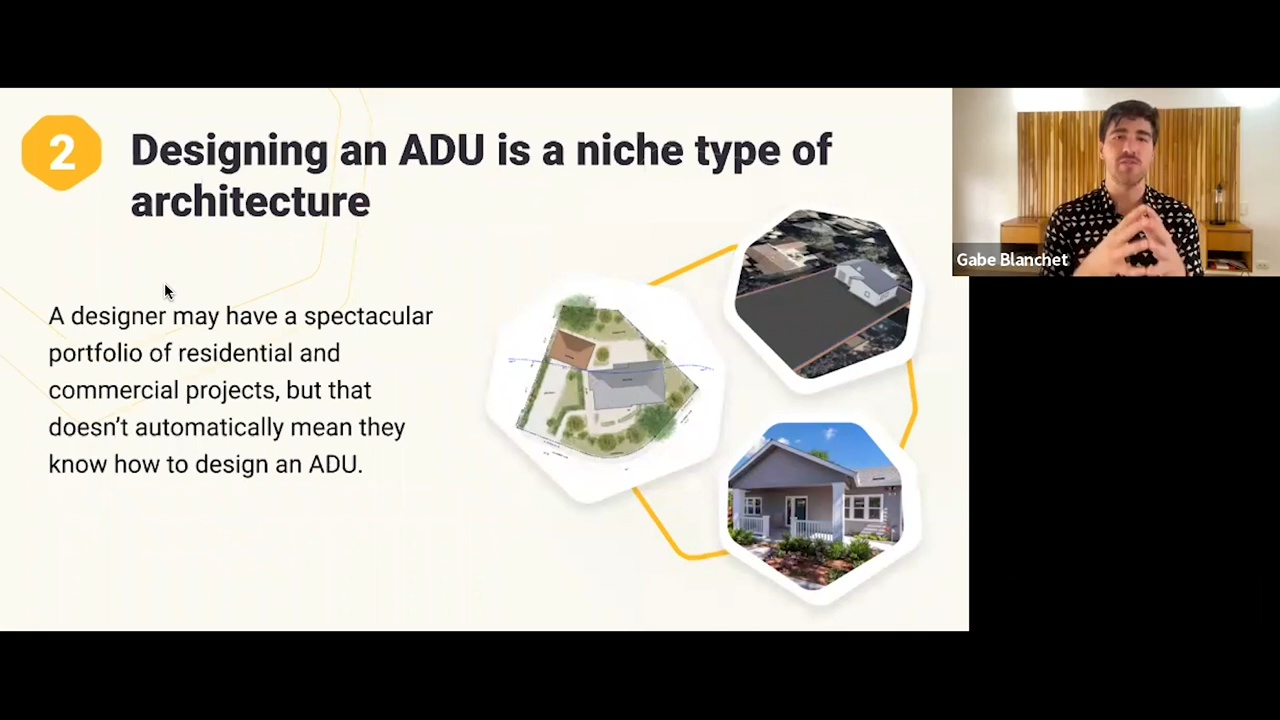 2
Designing an ADU is a niche type of
architecture
A designer may have a spectacular
portfolio of residential and
commercial projects, but that
doesn’t automatically mean they
know how to design an ADU.
Gabe Blanchet